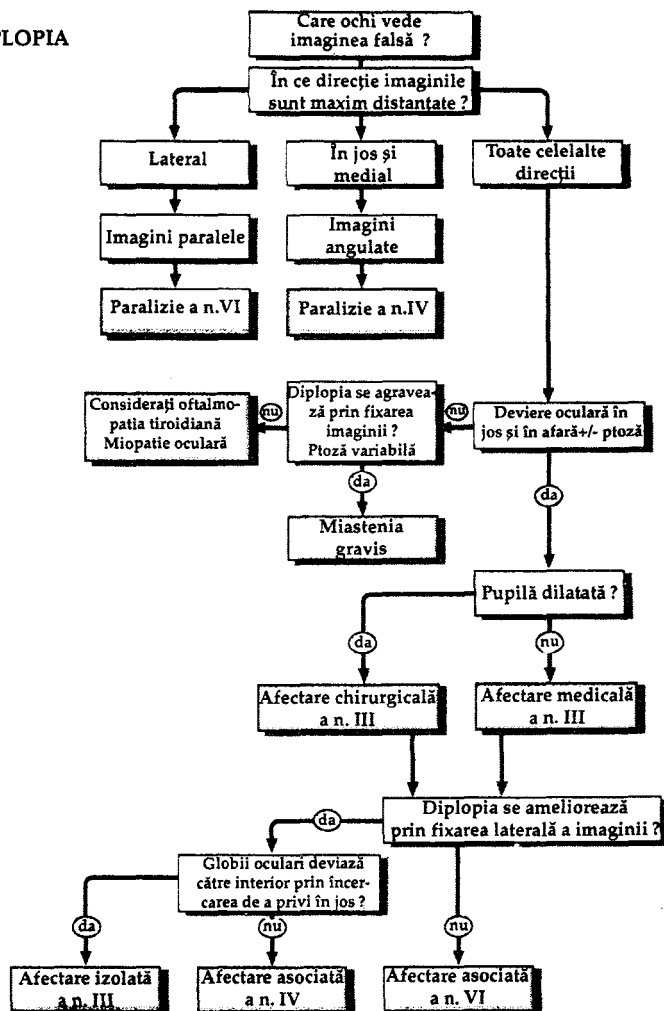 PLOPIA
Care ochi vede
imaginea falsă ?
În ce direcție imaginile
sunt maxim distanțate ?
Lateral
În jos și
medial
Toate celelalte
direcții
Imagini paralele
Imagini
angulate
Paralizie a n.VI
Paralizie a n.IV
Considerați oftalmo-
patia tiroidiană
Miopatie oculară
nu
Diplopia se agravea-
ză prin fixarea
imaginii ?
Ptoză variabilă
nu
Deviere oculară în
jos și în afară+/- ptoză
da
da
Miastenia
gravis
Pupilă dilatată ?
da
nu
Afectare chirurgicală
a n. III
Afectare medicală
a n. III
Diplopia se ameliorează
prin fixarea laterală a imaginii ?
da
Globii oculari deviază
către interior prin încer-
carea de a privi în jos ?
da
nu
nu
Afectare izolată
a n. III
Afectare asociată
a n. IV
Afectare asociată
a n. VI